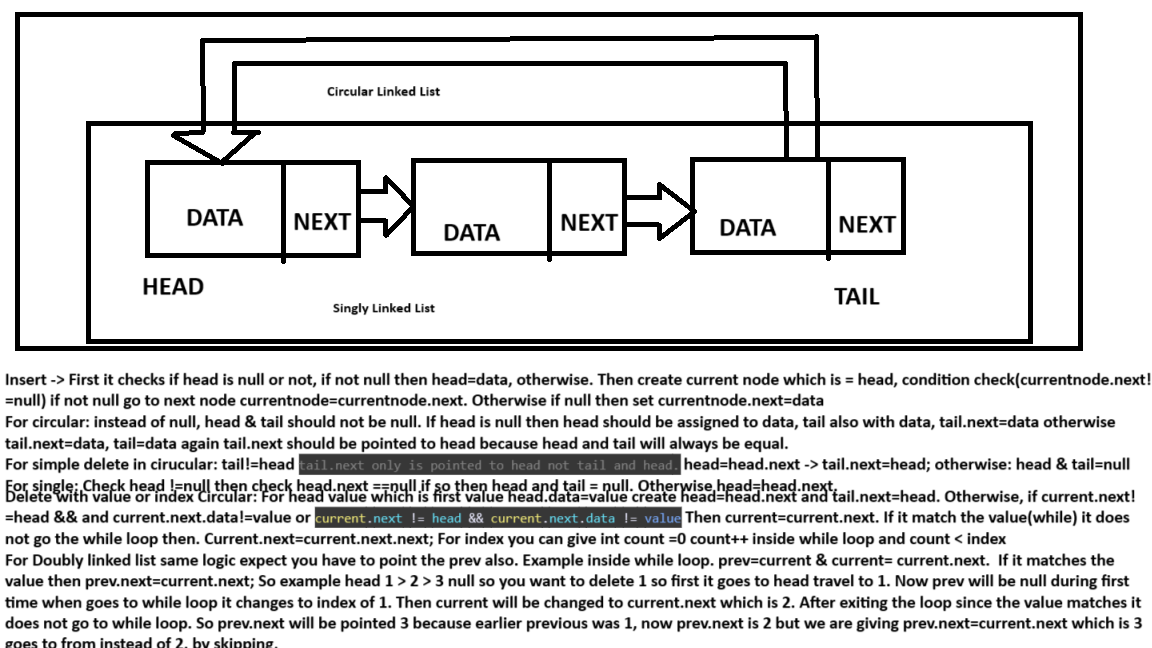 Circular Linked List
DATA
NEXT
DATA
NEXT
DATA
NEXT
HEAD
TAIL
Singly Linked List
Insert -> First it checks if head is null or not, if not null then head=data, otherwise. Then create current node which is = head, condition check(currentnode.next!
=null) if not null go to next node currentnode=currentnode.next. Otherwise if null then set currentnode.next=data
For circular: instead of null, head & tail should not be null. If head is null then head should be assigned to data, tail also with data, tail.next=data otherwise
tail.next=data, tail=data again tail.next should be pointed to head because head and tail will always be equal.
For simple delete in cirucular: tail!=head tail.next only is pointed to head not tail and head. head=head.next -> tail.next=head; otherwise: head & tail=null
For single: Check head !=null then check head.next ==null if so then head and tail = null. Otherwise head=head.next.
Delete with value or index Circular: For head value which is first value head.data=value create head=head.next and tail.next=head. Otherwise, if current.next!
=head && and current.next.data!=value or current.next != head && current.next.data != value Then current=current.next. If it match the value(while) it does
not go the while loop then. Current.next=current.next.next; For index you can give int count =0 count++ inside while loop and count < index
For Doubly linked list same logic expect you have to point the prev also. Example inside while loop. prev=current & current= current.next.  If it matches the
value then prev.next=current.next; So example head 1 > 2 > 3 null so you want to delete 1 so first it goes to head travel to 1. Now prev will be null during first
time when goes to while loop it changes to index of 1. Then current will be changed to current.next which is 2. After exiting the loop since the value matches it
does not go to while loop. So prev.next will be pointed 3 because earlier previous was 1, now prev.next is 2 but we are giving prev.next=current.next which is 3
goes to from instead of 2. by skipping.